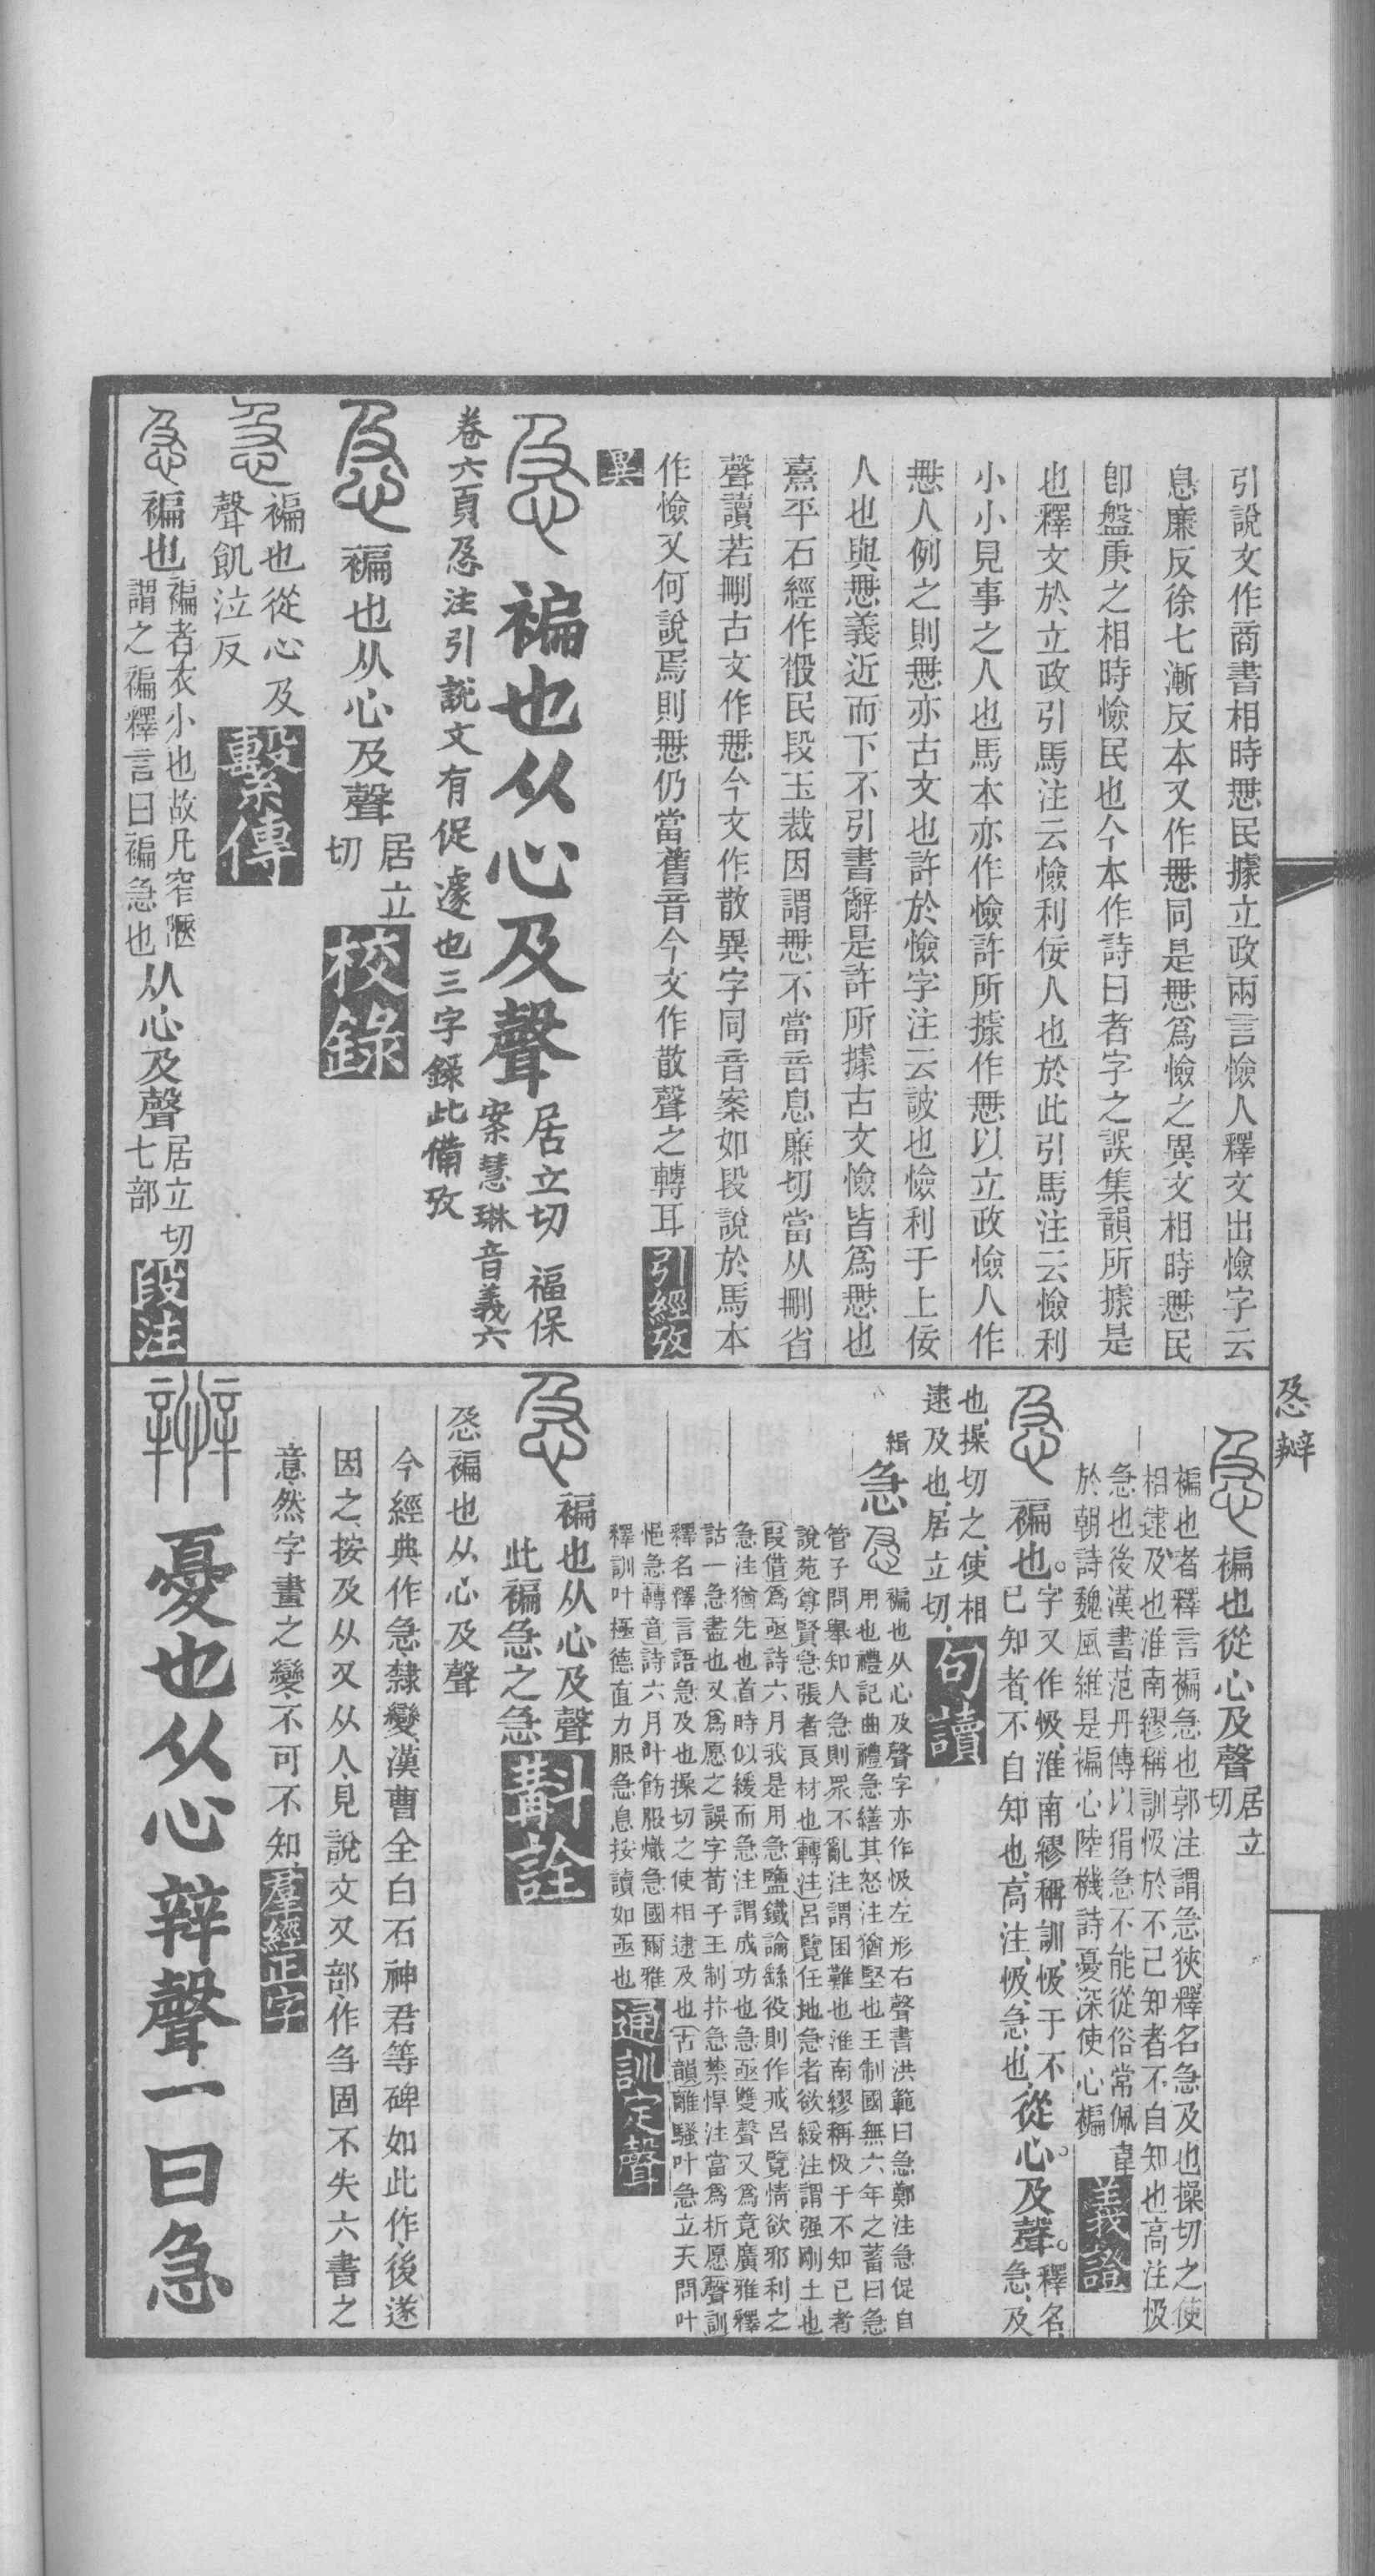 引說文作商書相時思民據立政兩言憸人釋文出憸字云
息廉反徐七漸反本又作𢘓同是𢘓爲憸之異文相時𢘓民
卽盤庚之相時憸民也今本作詩曰者字之誤集韻所據是
也釋文於立政引馬注云憸利佞人也於此引馬注云憸利
小小見事之人也馬本亦作憸許所據作𢘓以立政憸人作
𢘓人例之則𢘓亦古文也許於憸字注云詖也憸利于上佞
人也與𢘓義近而下不引書辭是許所據古文憸皆爲𢘓也
熹平石經作散民段玉裁因謂𢘓不當音息廉切當从刪省
聲讀若刪古文作𢘓今文作散異字同音案如段說於馬本
作憸又何說焉則𢘓仍當舊音今文作散聲之轉耳 引經攷
異
褊也从心及聲 居立切 福保
案慧琳音義六
卷六頁㤂注引說文有促遽也三字錄此備攷
褊也从心及聲 居立
切 校錄
褊也從心及
聲飢泣反 繫傳
褊也 褊者衣小也故凡窄陿
謂之褊釋言曰褊急也 从心及聲 居立切
七部 段注
㤂辯
褊也從心及聲 居立
切
褊也者釋言褊急也郭注謂急狹釋名急及也操切之使
相逮及也淮南繆稱訓伋於不己知者不自知也高注伋
急也後漢書范丹傳以狷急不能從俗常佩韋
於朝詩魏風維是褊心陸機詩憂深使心褊 義證
褊也。字又作㤂、淮南繆稱訓、㤂于不
己知者、不自知也、高注、㤂、急也、從心。及聲。釋名、
急、及
也、操切之、使相
逮及也、居立切、 句讀
緝
急 褊也从心及聲字亦作㤂左形右聲書洪範曰急鄭注急促自
用也禮記曲禮急繕其怒注猶堅也王制國無六年之蓄曰急
管子問舉知人急則眾不亂注謂困難也淮南繆稱㤂于不知己者
說苑尊賢急張者良材也轉注呂覽任地急者欲緩注謂强剛土也
叚借爲亟詩六月我是用急鹽鐵論繇役則作戒呂覽情欲邪利之
急注猶先也首時似緩而急注謂成功也急亟雙聲又爲竟廣雅釋
詁一急盡也又爲愿之誤字荀子王制抃急禁悍注當爲析愿聲訓
釋名釋言語急及也操切之使相逮及也古韻離騷叶急立天問叶
悒急轉音詩六月叶飭服熾急國爾雅
釋訓叶極德直力服急息按讀如亟也 通訓定聲
褊也从心及聲
此褊急之急 斠詮
㤂褊也从心及聲
今經典作急、隸變、漢曹全白石神君等碑如此作、後遂
因之、按及从又从人、見說文又部、作刍固不失六書之
意、然字畫之變、不可不知、 羣經正字
憂也从心辡聲一曰急